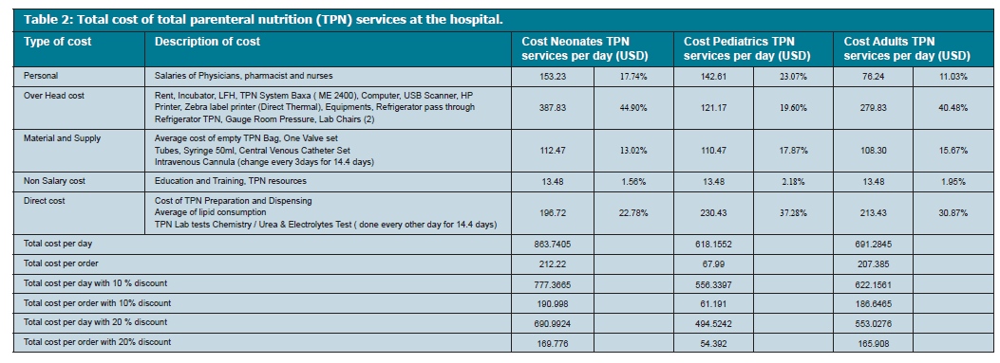 Table 2: Total cost of total parenteral nutrition (TPN) services at the hospital.
Type of cost Description of cost Cost Neonates TPN services per day (USD) Cost Pediatrics TPN services per day (USD) Cost Adults TPN services per day (USD)
Personal Salaries of Physicians, pharmacist and nurses 153.23 17.74% 142.61 23.07% 76.24 11.03%
Over Head cost Rent, Incubator, LFH, TPN System Baxa ( ME 2400), Computer, USB Scanner, HP
Printer, Zebra label printer (Direct Thermal), Equipments, Refrigerator pass through
Refrigerator TPN, Gauge Room Pressure, Lab Chairs (2)
387.83 44.90% 121.17 19.60% 279.83 40.48%
Material and Supply Average cost of empty TPN Bag, One Valve set
Tubes, Syringe 50ml, Central Venous Catheter Set
Intravenous Cannula (change every 3days for 14.4 days)
112.47 13.02% 110.47 17.87% 108.30 15.67%
Non Salary cost Education and Training, TPN resources 13.48 1.56% 13.48 2.18% 13.48 1.95%
Direct cost Cost of TPN Preparation and Dispensing
Average of lipid consumption
TPN Lab tests Chemistry / Urea & Electrolytes Test ( done every other day for 14.4 days)
196.72 22.78% 230.43 37.28% 213.43 30.87%
Total cost per day 863.7405 618.1552 691.2845
Total cost per order 212.22 67.99 207.385
Total cost per day with 10 % discount 777.3665 556.3397 622.1561
Total cost per order with 10% discount 190.998 61.191 186.6465
Total cost per day with 20 % discount 690.9924 494.5242 553.0276
Total cost per order with 20% discount 169.776 54.392 165.908